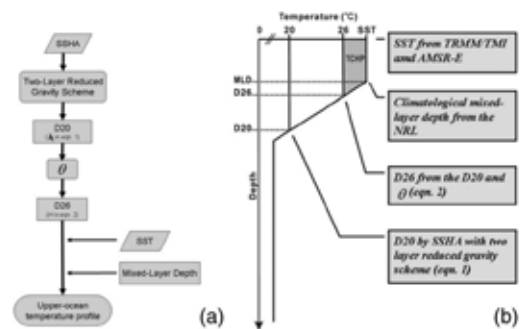 SSHA
Two-Layer Reduced
Gravity Scheme
D20
θ
D26
SST
Mixed-Layer Depth
Upper-ocean
temperature profile
(a)
Temperature (°C)
0
20
26
SST
TCHP
MLD
D26
D20
Depth
SST from TRMM/TMI
amd AMSR-E
Climatological mixed-
layer depth from the
NRL
D26 from the D20 and
θ (eqn. 2)
D20 by SSHA with two
layer reduced gravity
scheme (eqn. 1)
(b)